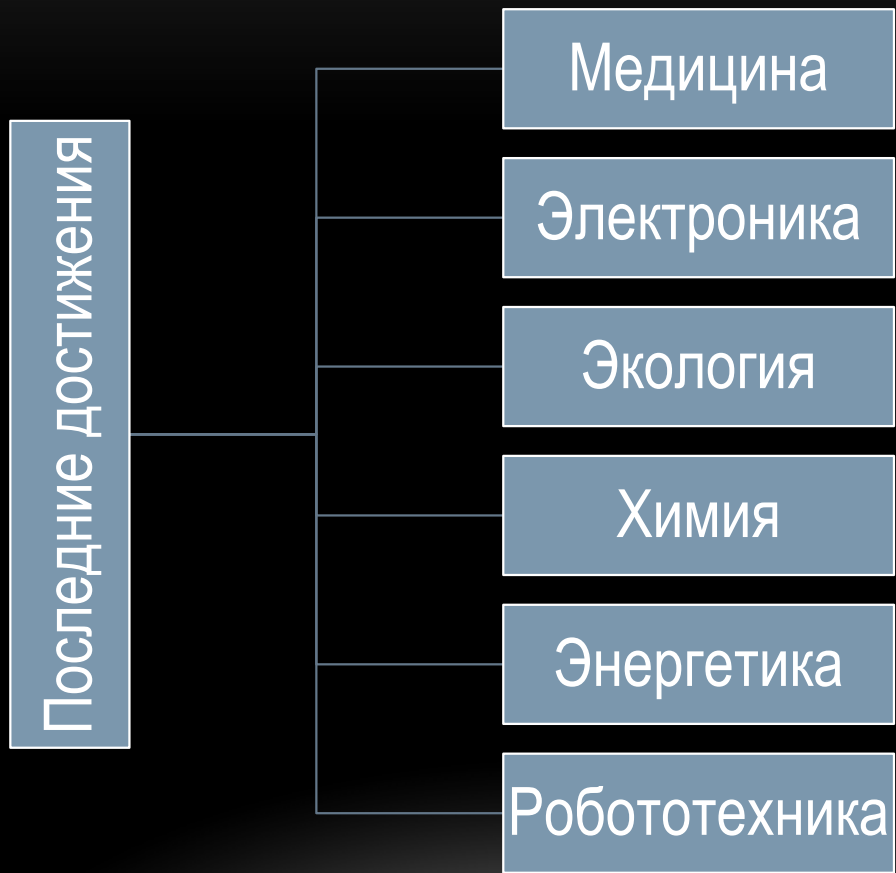 Последние достижения
Медицина
Электроника
Экология
Химия
Энергетика
Робототехника